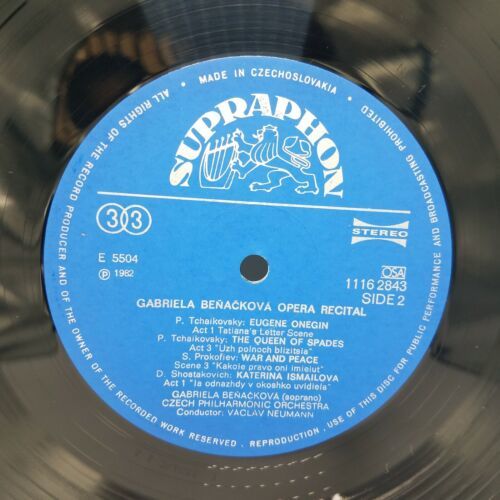 ALL RIGHTS OF THE RECORD PRODUCER AND OF THE OWNER OF THE RECORDED WORK RESERVED . REPRODUCTION . USE OF THIS DISC FOR PUBLIC PERFORMANCE AND BROADCASTING PROHIBITED
• MADE IN CZECHOSLOVAKIA •
SUPRAPHON
33
STEREO
E 5504
℗ 1982
OSA
1116 2843
SIDE 2
GABRIELA BEŇAČKOVÁ OPERA RECITAL
P. Tchaikovsky: EUGENE ONEGIN
Act 1 Tatiana's Letter Scene
P. Tchaikovsky: THE QUEEN OF SPADES
Act 3 "Uzh polnoch blizitsia"
S. Prokofiev: WAR AND PEACE
Scene 3 "Kakoie pravo oni imieiut"
D. Shostakovich: KATERINA ISMAILOVA
Act 1 "Ia odnazhdy v okoshko uvidiela"
GABRIELA BEŇAČKOVÁ (soprano)
CZECH PHILHARMONIC ORCHESTRA
Conductor: VÁCLAV NEUMANN